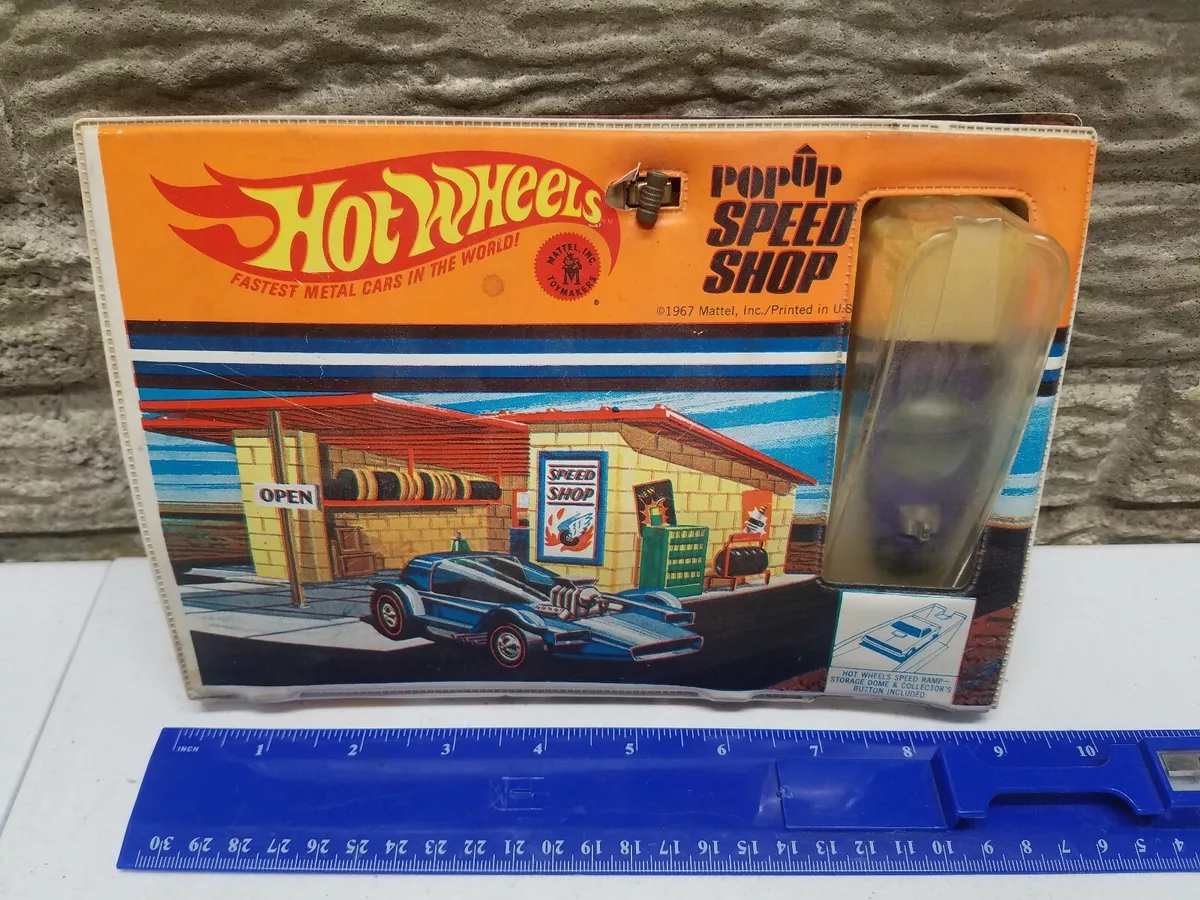 HOT WHEELS
FASTEST METAL CARS IN THE WORLD!
MATTEL, INC.
M
TOYMAKERS
®
POPUP
SPEED
SHOP
©1967 Mattel, Inc./Printed in U.S
OPEN
SPEED
SHOP
NEW
HOT WHEELS SPEED RAMP—
STORAGE DOME & COLLECTOR'S
BUTTON INCLUDED
INCH 1 2 3 4 5 6 7 8 9 10
30 29 28 27 26 25 24 23 22 21 20 19 18 17 16 15 14 13 12 11 10 9 8 7 6 5 4